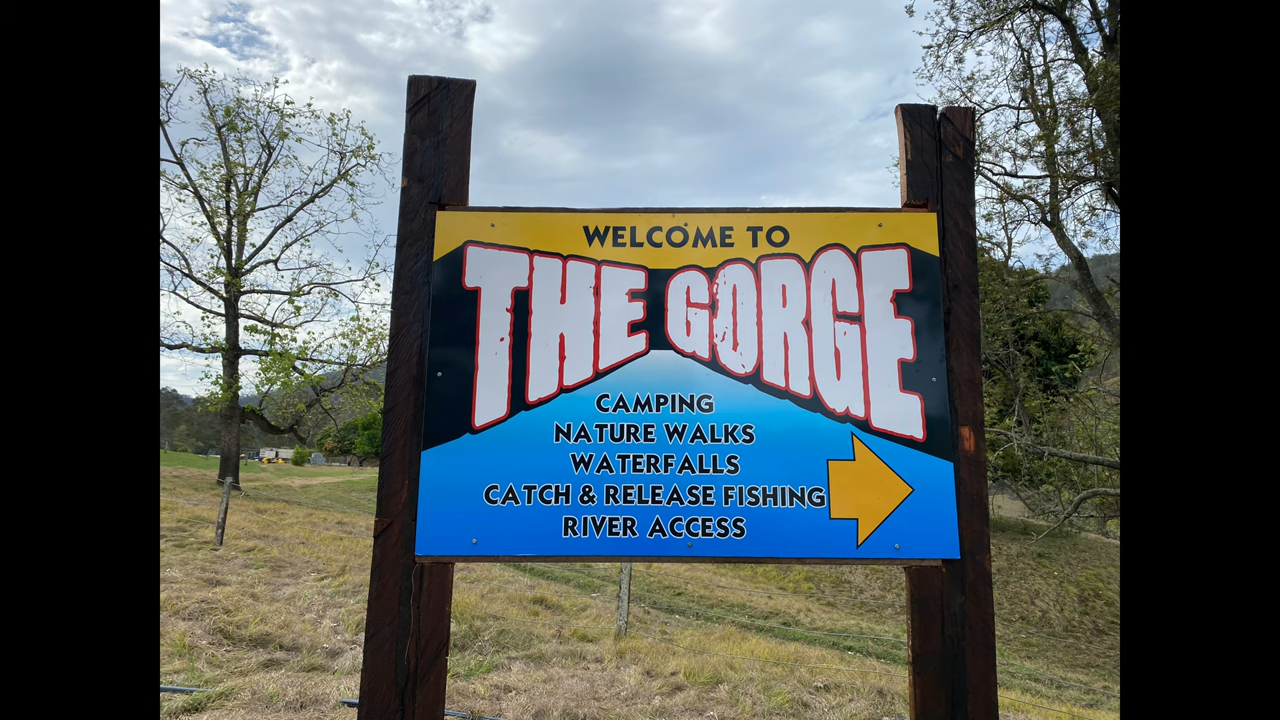 WELCOME TO
THE GORGE
CAMPING
NATURE WALKS
WATERFALLS
CATCH & RELEASE FISHING
RIVER ACCESS